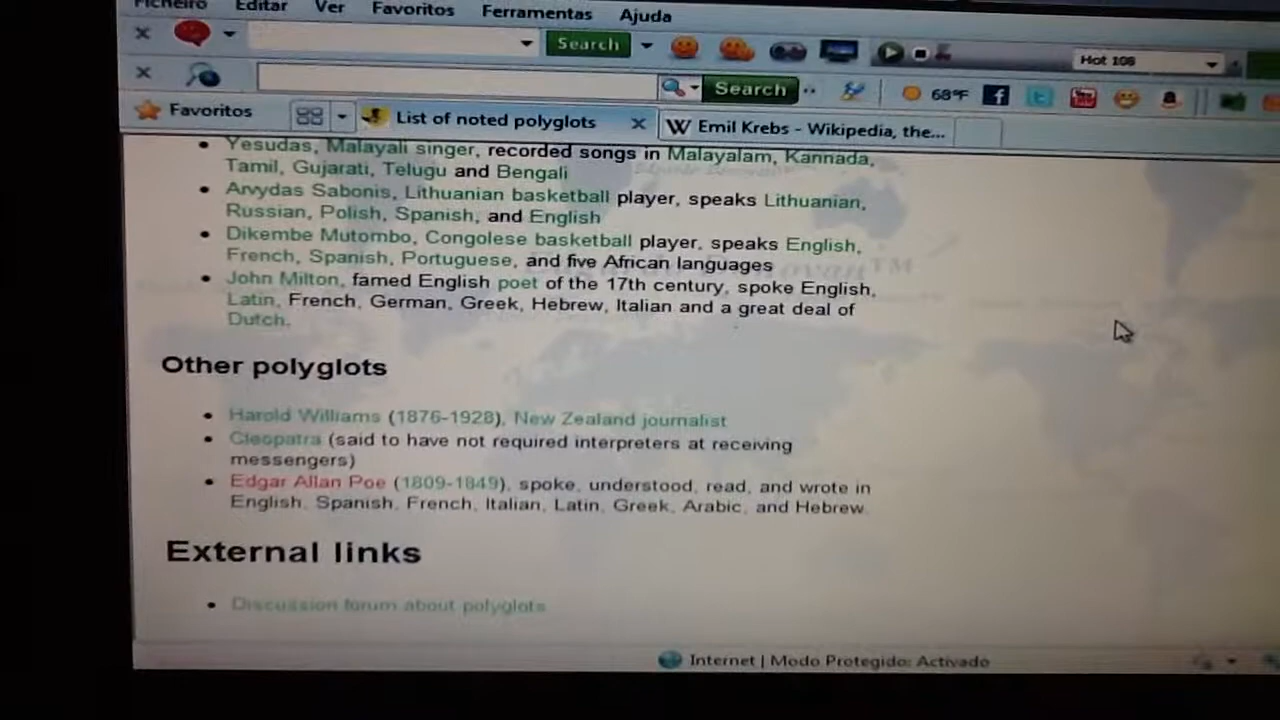 Ficheiro Editar Ver Favoritos Ferramentas Ajuda
Search Hot 108
Search 68°F
Favoritos List of noted polyglots Emil Krebs - Wikipedia, the...
Yesudas, Malayali singer, recorded songs in Malayalam, Kannada,
Tamil, Gujarati, Telugu and Bengali
Arvydas Sabonis, Lithuanian basketball player, speaks Lithuanian,
Russian, Polish, Spanish, and English
Dikembe Mutombo, Congolese basketball player, speaks English,
French, Spanish, Portuguese, and five African languages
John Milton, famed English poet of the 17th century, spoke English,
Latin, French, German, Greek, Hebrew, Italian and a great deal of
Dutch.
Other polyglots
Harold Williams (1876-1928), New Zealand journalist
Cleopatra (said to have not required interpreters at receiving
messengers)
Edgar Allan Poe (1809-1849), spoke, understood, read, and wrote in
English, Spanish, French, Italian, Latin, Greek, Arabic, and Hebrew.
External links
Discussion forum about polyglots
Internet | Modo Protegido: Activado